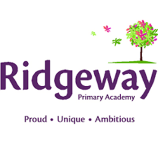 Ridgeway
Primary Academy
Proud • Unique • Ambitious